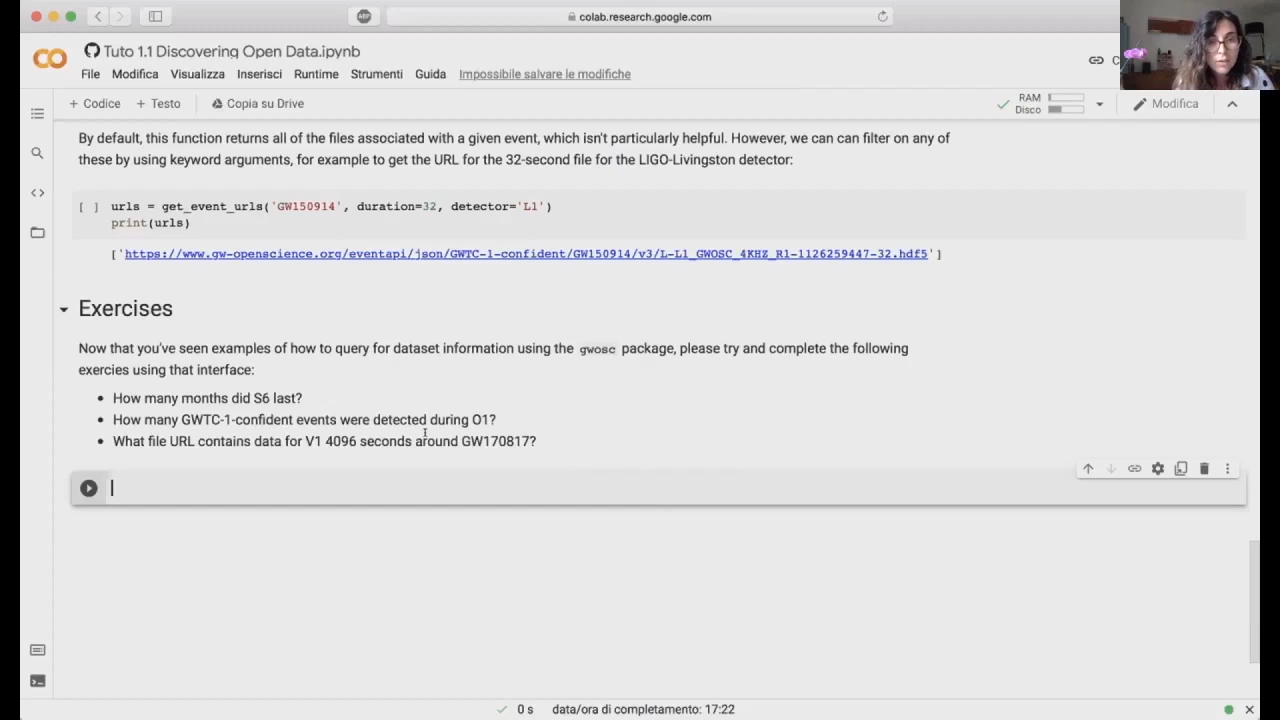 colab.research.google.com
ABP
Tuto 1.1 Discovering Open Data.ipynb
File Modifica Visualizza Inserisci Runtime Strumenti Guida Impossibile salvare le modifiche
C
+ Codice + Testo Copia su Drive
RAM
Disco
Modifica
By default, this function returns all of the files associated with a given event, which isn't particularly helpful. However, we can can filter on any of
these by using keyword arguments, for example to get the URL for the 32-second file for the LIGO-Livingston detector:
[ ] urls = get_event_urls('GW150914', duration=32, detector='L1')
print(urls)
['https://www.gw-openscience.org/eventapi/json/GWTC-1-confident/GW150914/v3/L-L1_GWOSC_4KHZ_R1-1126259447-32.hdf5']
Exercises
Now that you've seen examples of how to query for dataset information using the gwosc package, please try and complete the following
exercies using that interface:
• How many months did S6 last?
• How many GWTC-1-confident events were detected during O1?
• What file URL contains data for V1 4096 seconds around GW170817?
0 s data/ora di completamento: 17:22